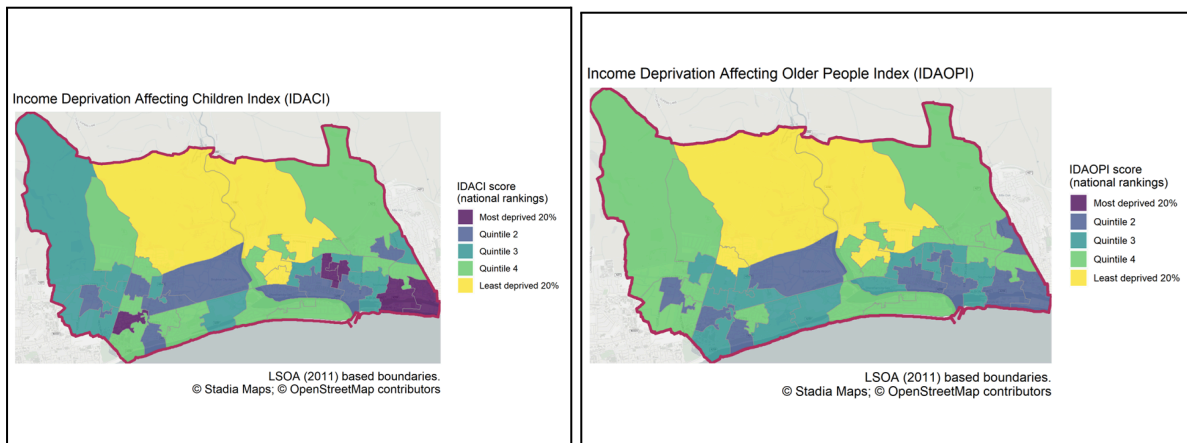 Income Deprivation Affecting Children Index (IDACI)
IDACI score
(national rankings)
Most deprived 20%
Quintile 2
Quintile 3
Quintile 4
Least deprived 20%
LSOA (2011) based boundaries.
© Stadia Maps; © OpenStreetMap contributors
Income Deprivation Affecting Older People Index (IDAOPI)
IDAOPI score
(national rankings)
Most deprived 20%
Quintile 2
Quintile 3
Quintile 4
Least deprived 20%
LSOA (2011) based boundaries.
© Stadia Maps; © OpenStreetMap contributors